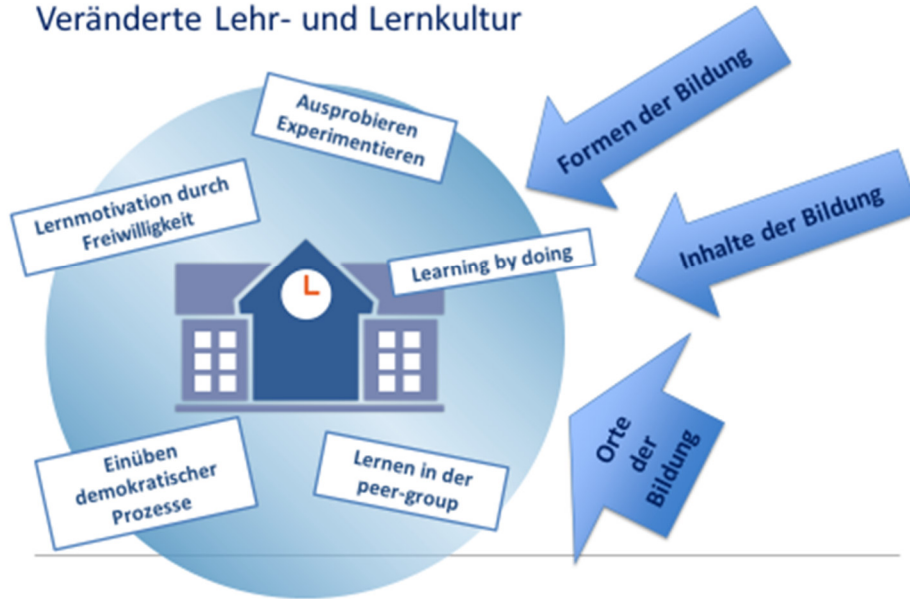 Veränderte Lehr- und Lernkultur
Ausprobieren
Experimentieren
Formen der Bildung
Lernmotivation durch
Freiwilligkeit
Inhalte der Bildung
Learning by doing
Einüben
demokratischer
Prozesse
Lernen in der
peer-group
Orte
der
Bildung